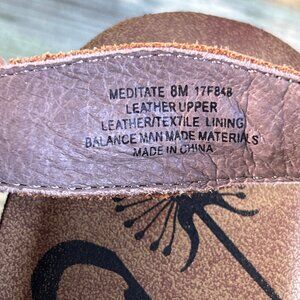 MEDITATE 8M 17F848
LEATHER UPPER
LEATHER/TEXTILE LINING
BALANCE MAN MADE MATERIALS
MADE IN CHINA